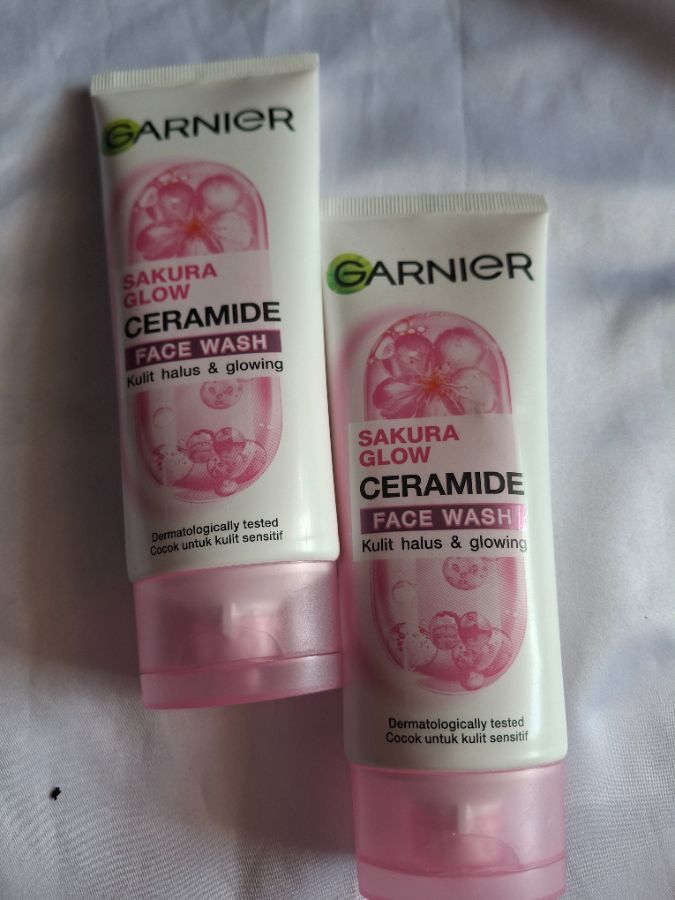 GARNIER
SAKURA
GLOW
CERAMIDE
FACE WASH
Kulit halus & glowing
Dermatologically tested
Cocok untuk kulit sensitif
GARNIER
SAKURA
GLOW
CERAMIDE
FACE WASH
Kulit halus & glowing
Dermatologically tested
Cocok untuk kulit sensitif